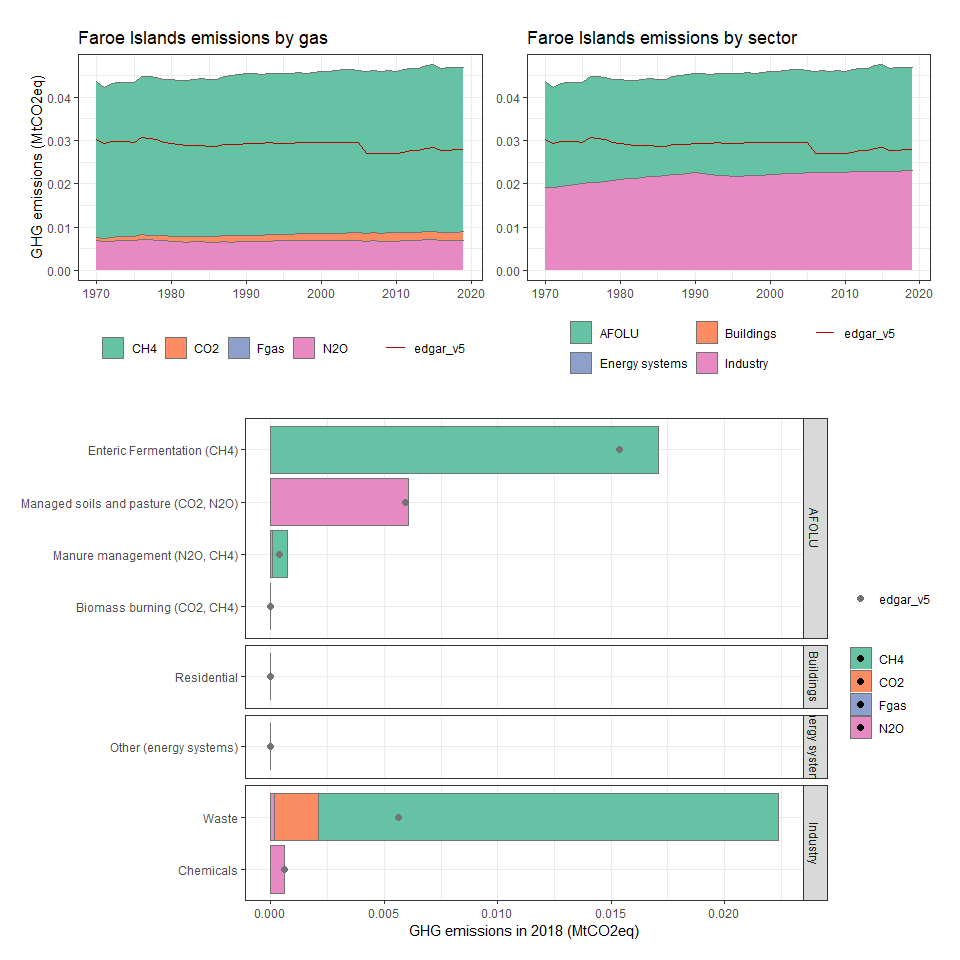 Faroe Islands emissions by gas
GHG emissions (MtCO2eq)
0.04
0.03
0.02
0.01
0.00
1970 1980 1990 2000 2010 2020
CH4 CO2 Fgas N2O edgar_v5
Faroe Islands emissions by sector
0.04
0.03
0.02
0.01
0.00
1970 1980 1990 2000 2010 2020
AFOLU Buildings edgar_v5
Energy systems Industry
Enteric Fermentation (CH4)
Managed soils and pasture (CO2, N2O)
Manure management (N2O, CH4)
Biomass burning (CO2, CH4)
AFOLU
Residential
Buildings
Other (energy systems)
ergy system
Waste
Chemicals
Industry
0.000 0.005 0.010 0.015 0.020
GHG emissions in 2018 (MtCO2eq)
edgar_v5
CH4
CO2
Fgas
N2O